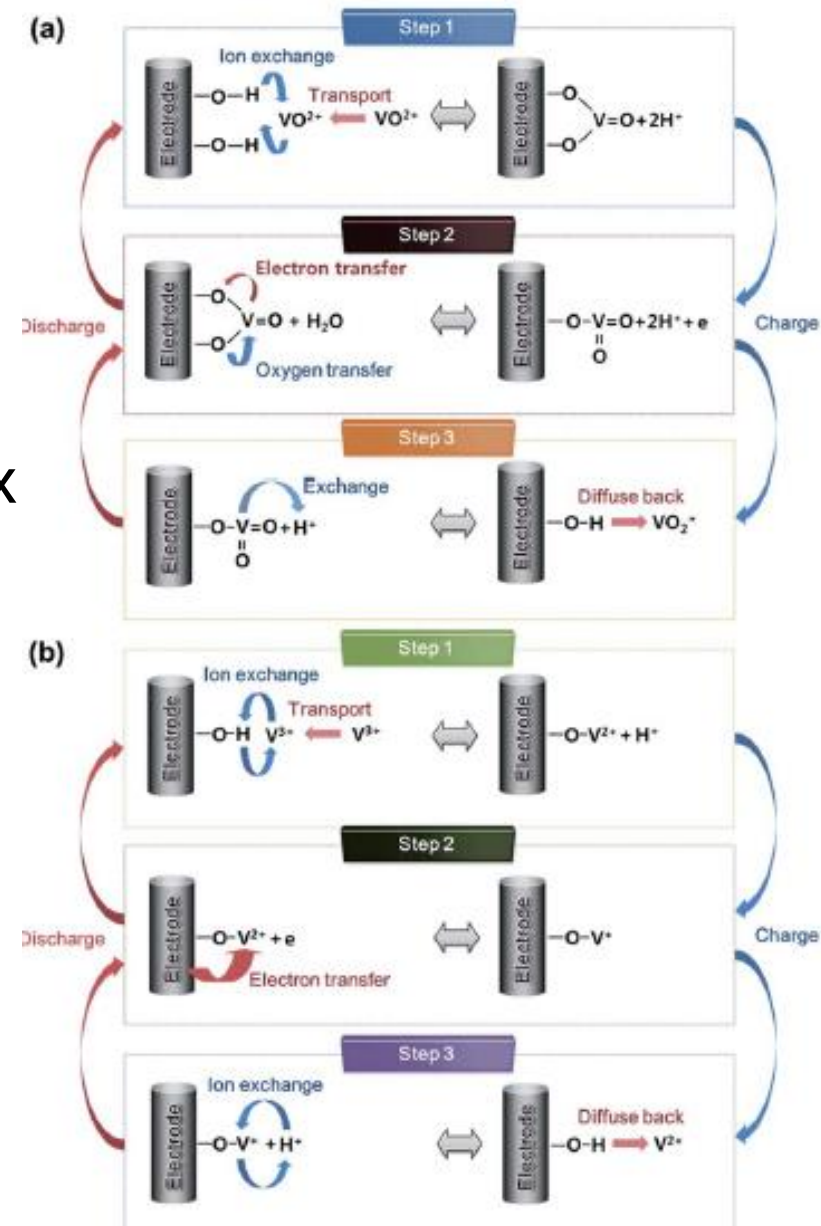 (a)
Step 1
Ion exchange
Electrode
–O–H
–O–H
VO²⁺
Transport
VO²⁺
Electrode
–O
–O
V=O+2H⁺
Step 2
Electrode
–O
–O
Electron transfer
V=O + H₂O
Oxygen transfer
Electrode
–O–V=O+2H⁺+e
O
Discharge
Charge
x
Step 3
Electrode
–O–V=O+H⁺
O
Exchange
Electrode
–O–H
Diffuse back
VO₂⁺
(b)
Step 1
Ion exchange
Electrode
–O–H V³⁺
Transport
V³⁺
Electrode
–O–V²⁺ + H⁺
Step 2
Electrode
–O–V²⁺ + e
Electron transfer
Electrode
–O–V⁺
Discharge
Charge
Step 3
Ion exchange
Electrode
–O–V⁺ + H⁺
Electrode
–O–H
Diffuse back
V²⁺